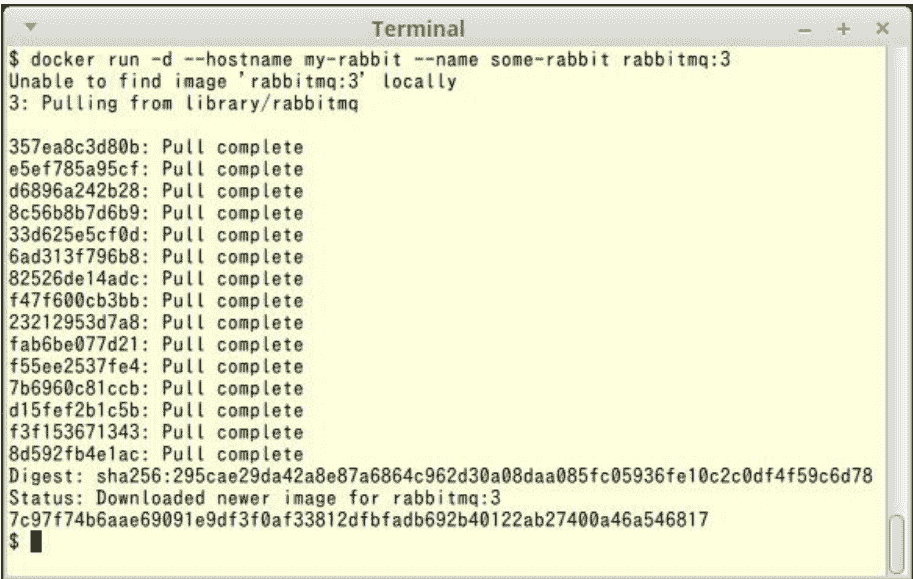 Terminal
$ docker run -d --hostname my-rabbit --name some-rabbit rabbitmq:3
Unable to find image 'rabbitmq:3' locally
3: Pulling from library/rabbitmq
357ea8c3d80b: Pull complete
e5ef785a95cf: Pull complete
d6896a242b28: Pull complete
8c56b8b7d6b9: Pull complete
33d625e5cf0d: Pull complete
6ad313f796b8: Pull complete
82526de14adc: Pull complete
f47f600cb3bb: Pull complete
23212953d7a8: Pull complete
fab6be077d21: Pull complete
f55ee2537fe4: Pull complete
7b6960c81ccb: Pull complete
d15fef2b1c5b: Pull complete
f3f153671343: Pull complete
8d592fb4e1ac: Pull complete
Digest: sha256:295cae29da42a8e87a6864c962d30a08daa085fc05936fe10c2c0df4f59c6d78
Status: Downloaded newer image for rabbitmq:3
7c97f74b6aae69091e9df3f0af33812dfbfadb692b40122ab27400a46a546817
$